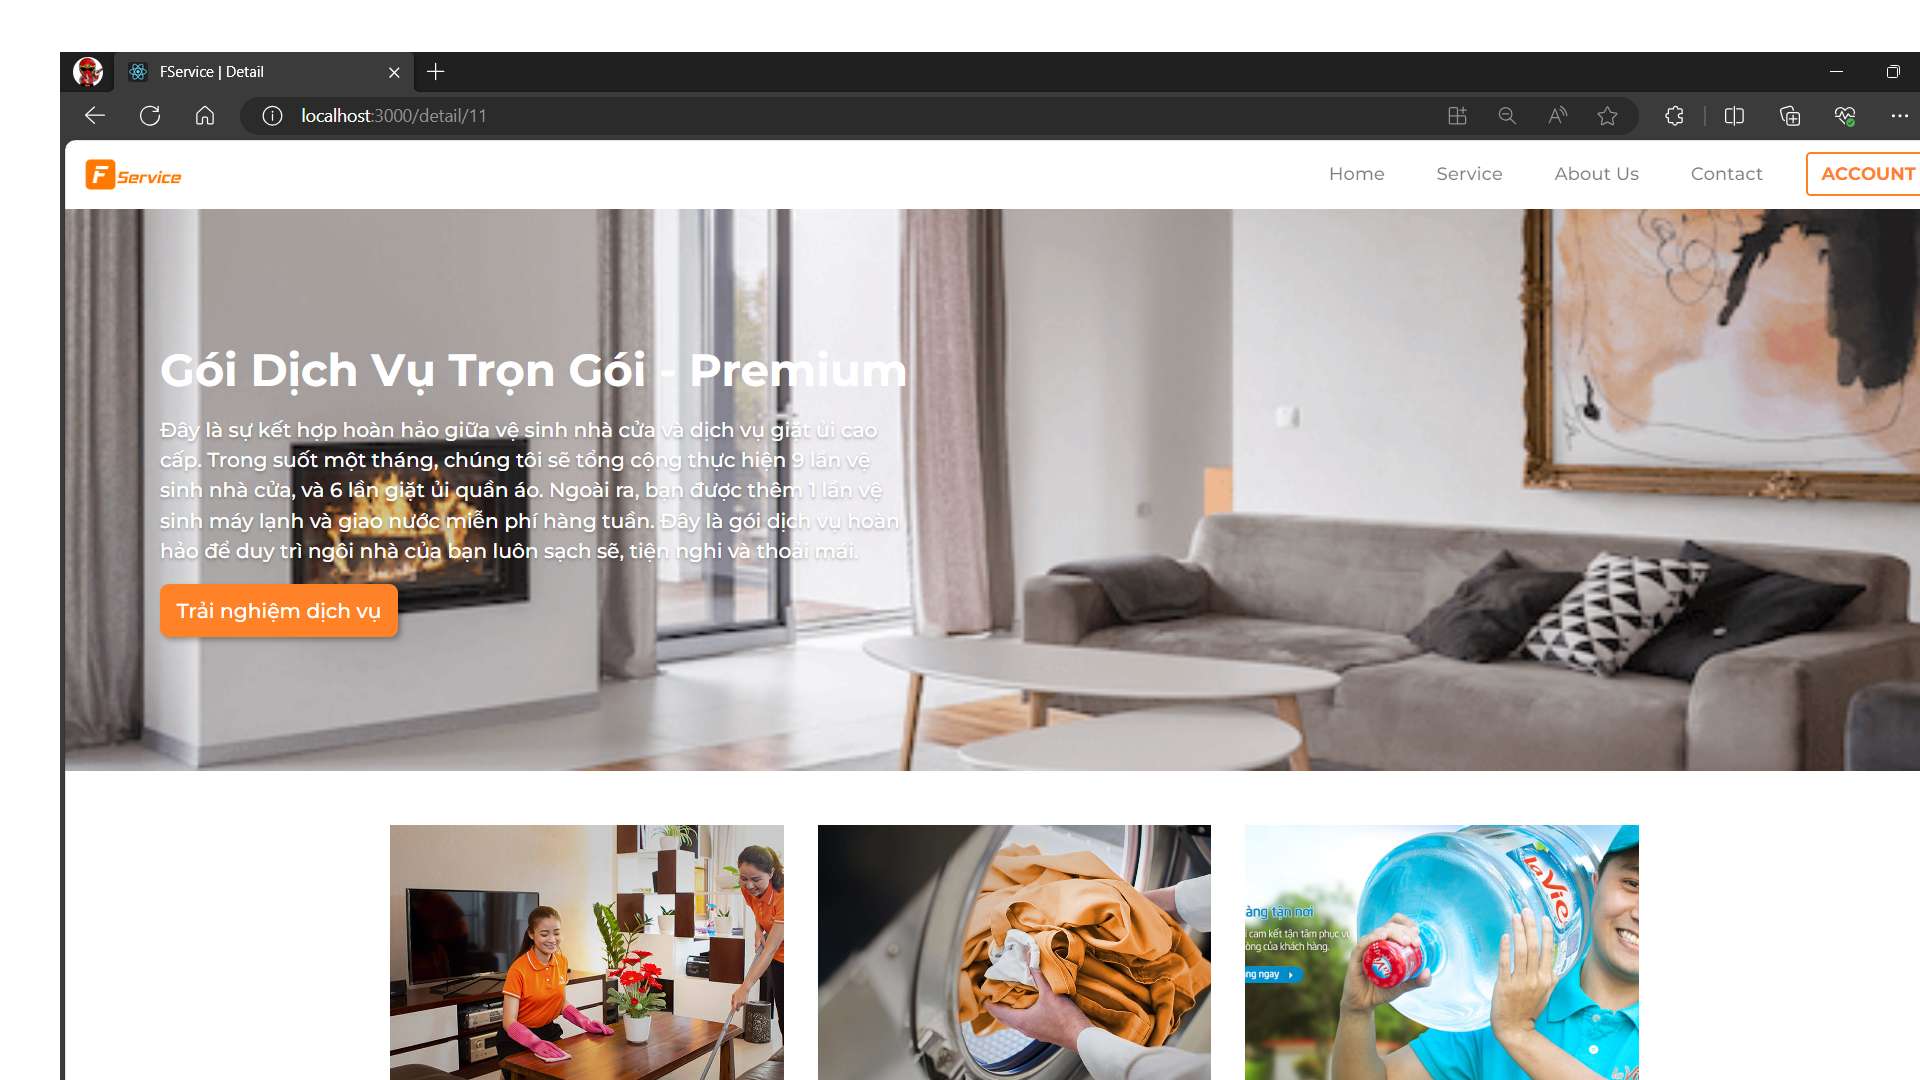 FService | Detail
localhost:3000/detail/11
F Service
Home
Service
About Us
Contact
ACCOUNT
Gói Dịch Vụ Trọn Gói - Premium
Đây là sự kết hợp hoàn hảo giữa vệ sinh nhà cửa và dịch vụ giặt ủi cao
cấp. Trong suốt một tháng, chúng tôi sẽ tổng cộng thực hiện 9 lần vệ
sinh nhà cửa, và 6 lần giặt ủi quần áo. Ngoài ra, bạn được thêm 1 lần vệ
sinh máy lạnh và giao nước miễn phí hàng tuần. Đây là gói dịch vụ hoàn
hảo để duy trì ngôi nhà của bạn luôn sạch sẽ, tiện nghi và thoải mái.
Trải nghiệm dịch vụ
àng tận nơi
cam kết tận tâm phục vụ
òng của khách hàng.
ng ngay
LaVie